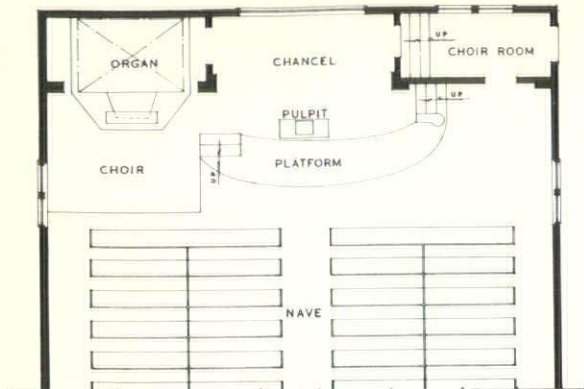 UP
CHOIR ROOM
ORGAN
CHANCEL
UP
PULPIT
PLATFORM
CHOIR
UP
NAVE